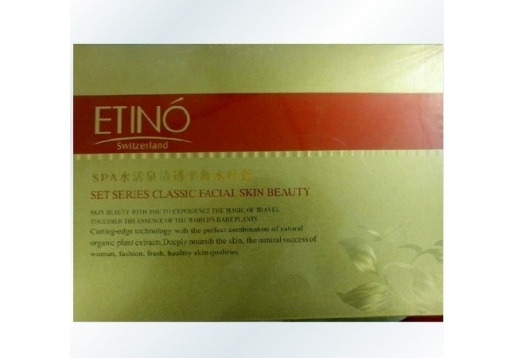 ETINÓ
Switzerland
SPA水活泉洁透平衡水疗套
SET SERIES CLASSIC FACIAL SKIN BEAUTY
SKIN BEAUTY WITH YOU TO EXPERIENCE THE MAGIC OF TRAVEL
TOGETHER THE ESSENCE OF THE WORLD'S RARE PLANTS
Cutting-edge technology with the perfect combination of natural
organic plant extracts,Deeply nourish the skin, the natural success of
woman, fashion, fresh, healthy skin qualities.